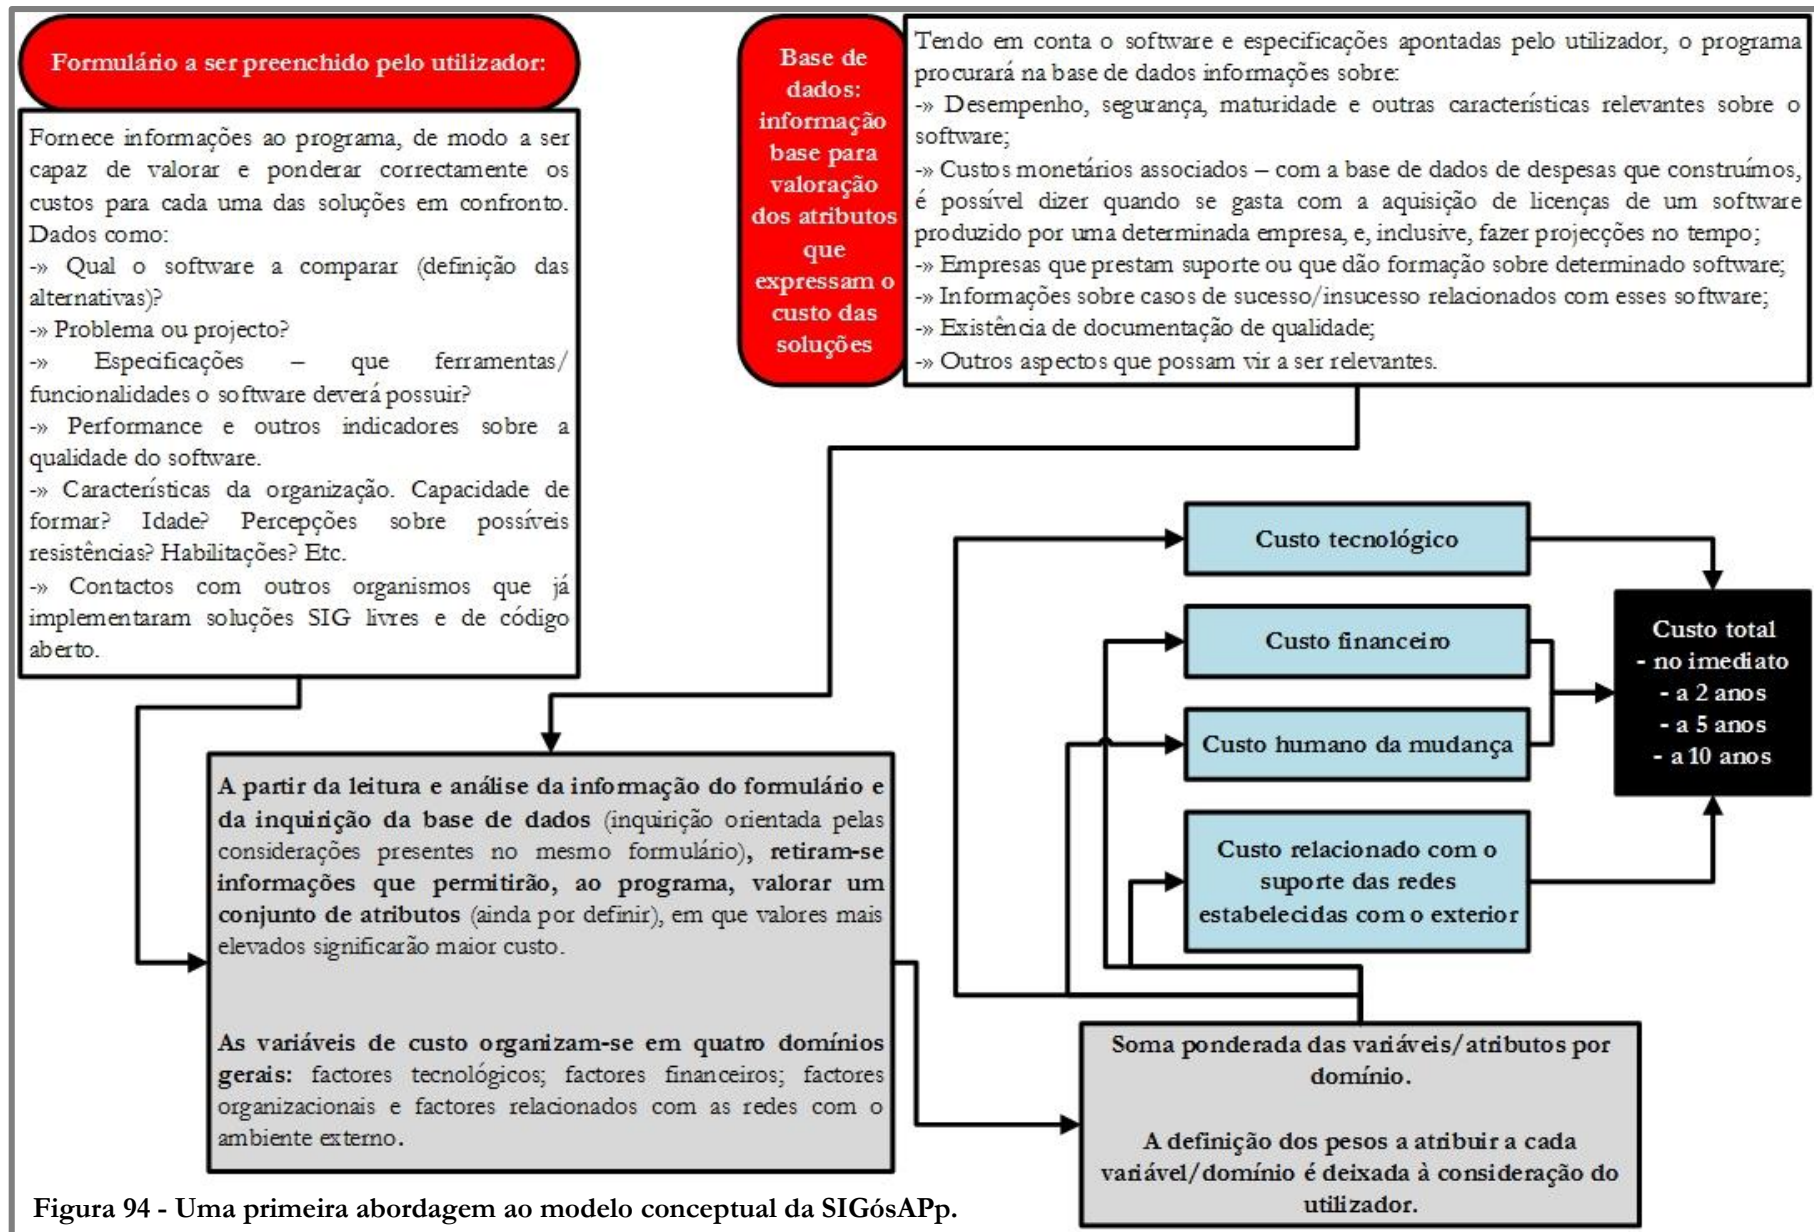 Formulário a ser preenchido pelo utilizador:
Fornece informações ao programa, de modo a ser
capaz de valorar e ponderar correctamente os
custos para cada uma das soluções em confronto.
Dados como:
-» Qual o software a comparar (definição das
alternativas)?
-» Problema ou projecto?
-» Especificações – que ferramentas/
funcionalidades o software deverá possuir?
-» Performance e outros indicadores sobre a
qualidade do software.
-» Características da organização. Capacidade de
formar? Idade? Percepções sobre possíveis
resistências? Habilitações? Etc.
-» Contactos com outros organismos que já
implementaram soluções SIG livres e de código
aberto.
Base de
dados:
informação
base para
valoração
dos atributos
que
expressam o
custo das
soluções
Tendo em conta o software e especificações apontadas pelo utilizador, o programa
procurará na base de dados informações sobre:
-» Desempenho, segurança, maturidade e outras características relevantes sobre o
software;
-» Custos monetários associados – com a base de dados de despesas que construímos,
é possível dizer quando se gasta com a aquisição de licenças de um software
produzido por uma determinada empresa, e, inclusive, fazer projecções no tempo;
-» Empresas que prestam suporte ou que dão formação sobre determinado software;
-» Informações sobre casos de sucesso/insucesso relacionados com esses software;
-» Existência de documentação de qualidade;
-» Outros aspectos que possam vir a ser relevantes.
A partir da leitura e análise da informação do formulário e
da inquirição da base de dados (inquirição orientada pelas
considerações presentes no mesmo formulário), retiram-se
informações que permitirão, ao programa, valorar um
conjunto de atributos (ainda por definir), em que valores mais
elevados significarão maior custo.
As variáveis de custo organizam-se em quatro domínios
gerais: factores tecnológicos; factores financeiros; factores
organizacionais e factores relacionados com as redes com o
ambiente externo.
Soma ponderada das variáveis/atributos por
domínio.
A definição dos pesos a atribuir a cada
variável/domínio é deixada à consideração do
utilizador.
Custo tecnológico
Custo financeiro
Custo humano da mudança
Custo relacionado com o
suporte das redes
estabelecidas com o exterior
Custo total
- no imediato
- a 2 anos
- a 5 anos
- a 10 anos
Figura 94 - Uma primeira abordagem ao modelo conceptual da SIGósAPp.